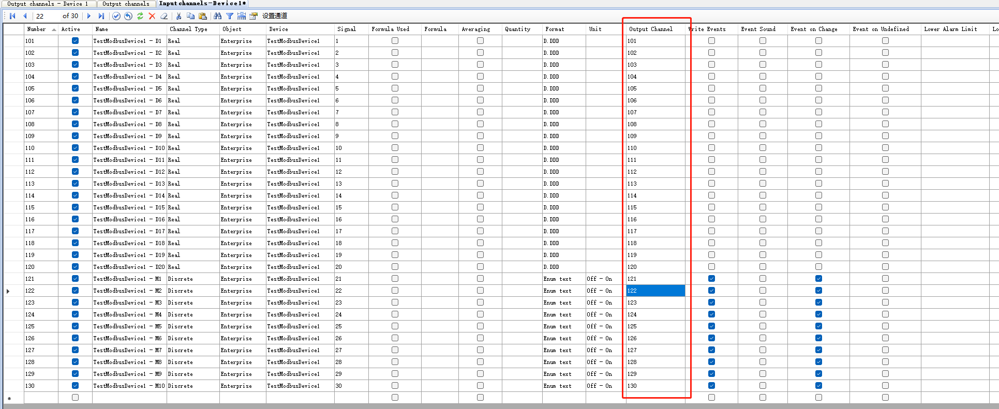 Output channels - Device 1 Output channels Input channels - Device1*
22 of 30 设置通道
Number Active Name Channel Type Object Device Signal Formula Used Formula Averaging Quantity Format Unit Output Channel Write Events Event Sound Event on Change Event on Undefined Lower Alarm Limit Lo
101 TestModbusDevice1 - D1 Real Enterprise TestModbusDevice1 1 D.DDD 101
102 TestModbusDevice1 - D2 Real Enterprise TestModbusDevice1 2 D.DDD 102
103 TestModbusDevice1 - D3 Real Enterprise TestModbusDevice1 3 D.DDD 103
104 TestModbusDevice1 - D4 Real Enterprise TestModbusDevice1 4 D.DDD 104
105 TestModbusDevice1 - D5 Real Enterprise TestModbusDevice1 5 D.DDD 105
106 TestModbusDevice1 - D6 Real Enterprise TestModbusDevice1 6 D.DDD 106
107 TestModbusDevice1 - D7 Real Enterprise TestModbusDevice1 7 D.DDD 107
108 TestModbusDevice1 - D8 Real Enterprise TestModbusDevice1 8 D.DDD 108
109 TestModbusDevice1 - D9 Real Enterprise TestModbusDevice1 9 D.DDD 109
110 TestModbusDevice1 - D10 Real Enterprise TestModbusDevice1 10 D.DDD 110
111 TestModbusDevice1 - D11 Real Enterprise TestModbusDevice1 11 D.DDD 111
112 TestModbusDevice1 - D12 Real Enterprise TestModbusDevice1 12 D.DDD 112
113 TestModbusDevice1 - D13 Real Enterprise TestModbusDevice1 13 D.DDD 113
114 TestModbusDevice1 - D14 Real Enterprise TestModbusDevice1 14 D.DDD 114
115 TestModbusDevice1 - D15 Real Enterprise TestModbusDevice1 15 D.DDD 115
116 TestModbusDevice1 - D16 Real Enterprise TestModbusDevice1 16 D.DDD 116
117 TestModbusDevice1 - D17 Real Enterprise TestModbusDevice1 17 D.DDD 117
118 TestModbusDevice1 - D18 Real Enterprise TestModbusDevice1 18 D.DDD 118
119 TestModbusDevice1 - D19 Real Enterprise TestModbusDevice1 19 D.DDD 119
120 TestModbusDevice1 - D20 Real Enterprise TestModbusDevice1 20 D.DDD 120
121 TestModbusDevice1 - M1 Discrete Enterprise TestModbusDevice1 21 Enum text Off - On 121
122 TestModbusDevice1 - M2 Discrete Enterprise TestModbusDevice1 22 Enum text Off - On 122
123 TestModbusDevice1 - M3 Discrete Enterprise TestModbusDevice1 23 Enum text Off - On 123
124 TestModbusDevice1 - M4 Discrete Enterprise TestModbusDevice1 24 Enum text Off - On 124
125 TestModbusDevice1 - M5 Discrete Enterprise TestModbusDevice1 25 Enum text Off - On 125
126 TestModbusDevice1 - M6 Discrete Enterprise TestModbusDevice1 26 Enum text Off - On 126
127 TestModbusDevice1 - M7 Discrete Enterprise TestModbusDevice1 27 Enum text Off - On 127
128 TestModbusDevice1 - M8 Discrete Enterprise TestModbusDevice1 28 Enum text Off - On 128
129 TestModbusDevice1 - M9 Discrete Enterprise TestModbusDevice1 29 Enum text Off - On 129
130 TestModbusDevice1 - M10 Discrete Enterprise TestModbusDevice1 30 Enum text Off - On 130